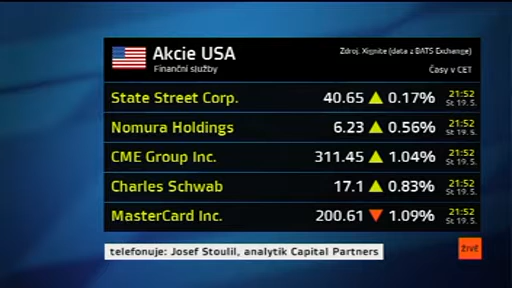 Akcie USA
Finanční služby
Zdroj: Xignite (data z BATS Exchange)
Časy v CET
State Street Corp. 40.65 ▲ 0.17% 21:52 St 19. 5.
Nomura Holdings 6.23 ▲ 0.56% 21:52 St 19. 5.
CME Group Inc. 311.45 ▲ 1.04% 21:52 St 19. 5.
Charles Schwab 17.1 ▲ 0.83% 21:52 St 19. 5.
MasterCard Inc. 200.61 ▼ 1.09% 21:52 St 19. 5.
telefonuje: Josef Stoulil, analytik Capital Partners
ŽIVĚ